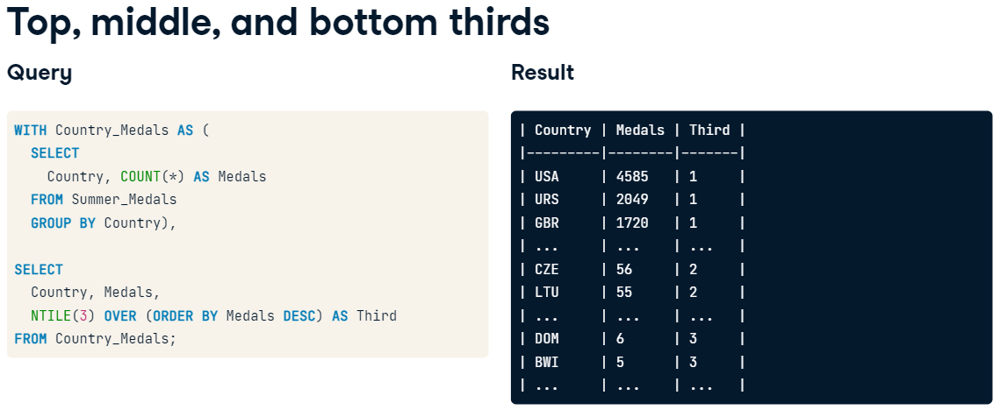 Top, middle, and bottom thirds
Query
WITH Country_Medals AS (
  SELECT
    Country, COUNT(*) AS Medals
  FROM Summer_Medals
  GROUP BY Country),

SELECT
  Country, Medals,
  NTILE(3) OVER (ORDER BY Medals DESC) AS Third
FROM Country_Medals;
Result
| Country | Medals | Third |
|---------|--------|-------|
| USA     | 4585   | 1     |
| URS     | 2049   | 1     |
| GBR     | 1720   | 1     |
| ...     | ...    | ...   |
| CZE     | 56     | 2     |
| LTU     | 55     | 2     |
| ...     | ...    | ...   |
| DOM     | 6      | 3     |
| BWI     | 5      | 3     |
| ...     | ...    | ...   |